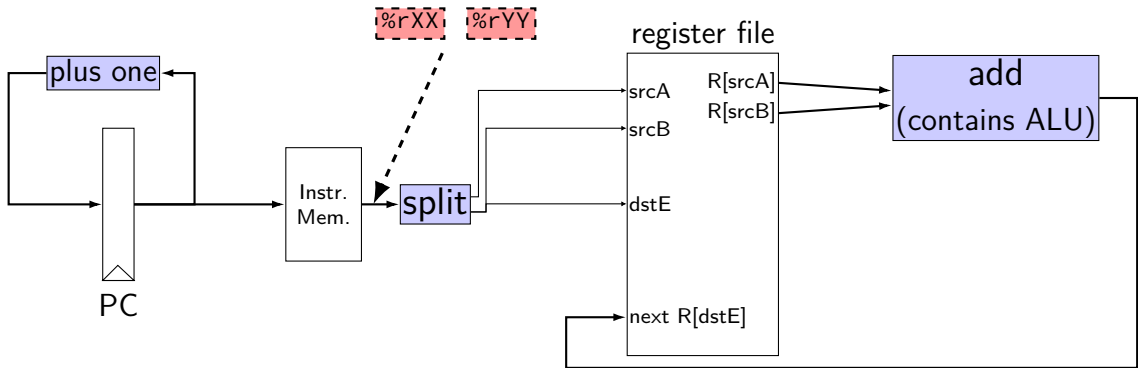 %rXX %rYY
register file
plus one
add
(contains ALU)
srcA
R[srcA]
srcB
R[srcB]
Instr.
Mem.
split
dstE
PC
next R[dstE]